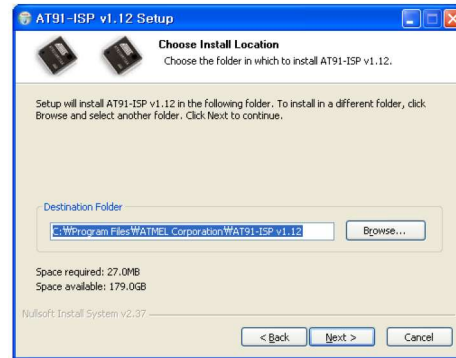 AT91-ISP v1.12 Setup
Choose Install Location
Choose the folder in which to install AT91-ISP v1.12.
Setup will install AT91-ISP v1.12 in the following folder. To install in a different folder, click
Browse and select another folder. Click Next to continue.
Destination Folder
C:₩Program Files₩ATMEL Corporation₩AT91-ISP v1.12
Browse...
Space required: 27.0MB
Space available: 179.0GB
Nullsoft Install System v2.37
< Back
Next >
Cancel